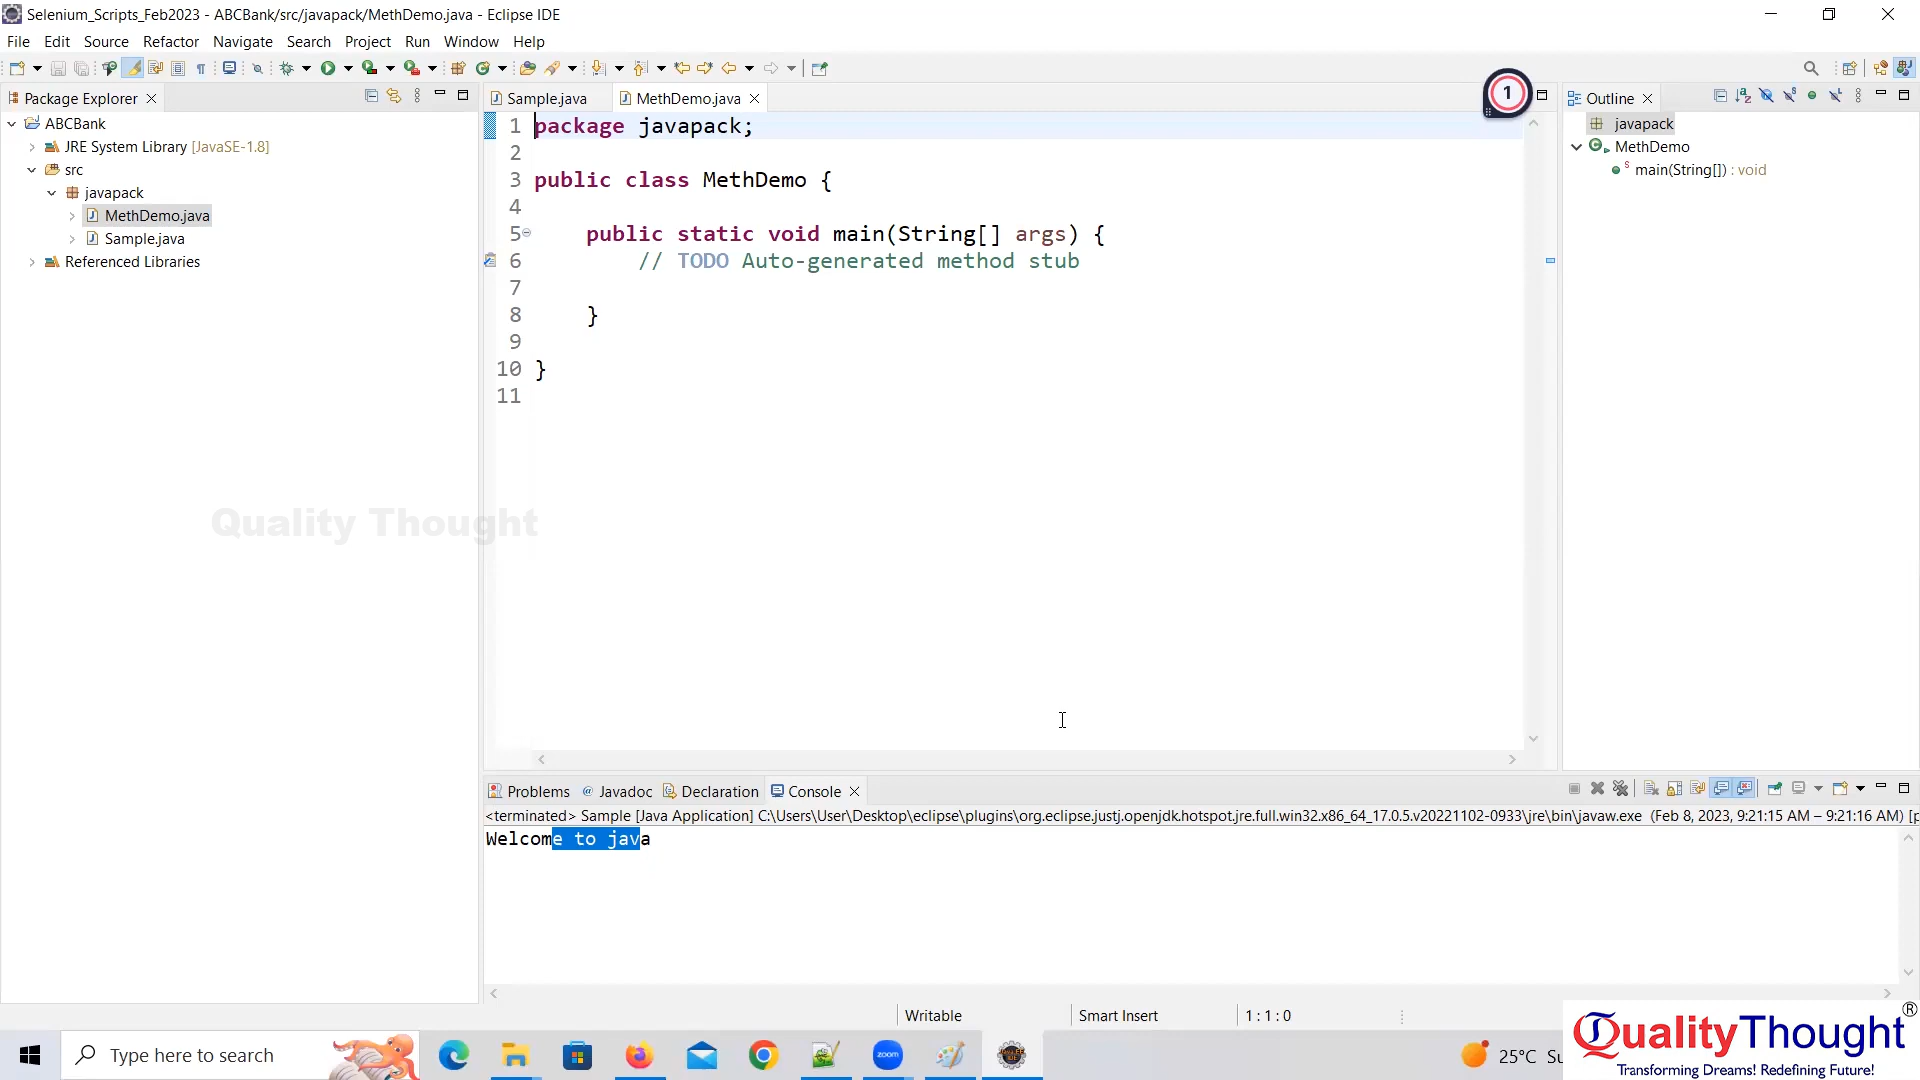 Selenium_Scripts_Feb2023 - ABCBank/src/javapack/MethDemo.java - Eclipse IDE
File Edit Source Refactor Navigate Search Project Run Window Help
Package Explorer
ABCBank
JRE System Library [JavaSE-1.8]
src
javapack
MethDemo.java
Sample.java
Referenced Libraries
Sample.java MethDemo.java
1 package javapack;
2
3 public class MethDemo {
4
5 public static void main(String[] args) {
6 // TODO Auto-generated method stub
7
8 }
9
10 }
11
1
Outline
javapack
MethDemo
main(String[]) : void
Quality Thought
Problems Javadoc Declaration Console
<terminated> Sample [Java Application] C:\Users\User\Desktop\eclipse\plugins\org.eclipse.justj.openjdk.hotspot.jre.full.win32.x86_64_17.0.5.v20221102-0933\jre\bin\javaw.exe (Feb 8, 2023, 9:21:15 AM – 9:21:16 AM) [p
Welcome to java
Writable Smart Insert 1 : 1 : 0
Type here to search
zoom
25°C Su
QualityThought ®
Transforming Dreams! Redefining Future!